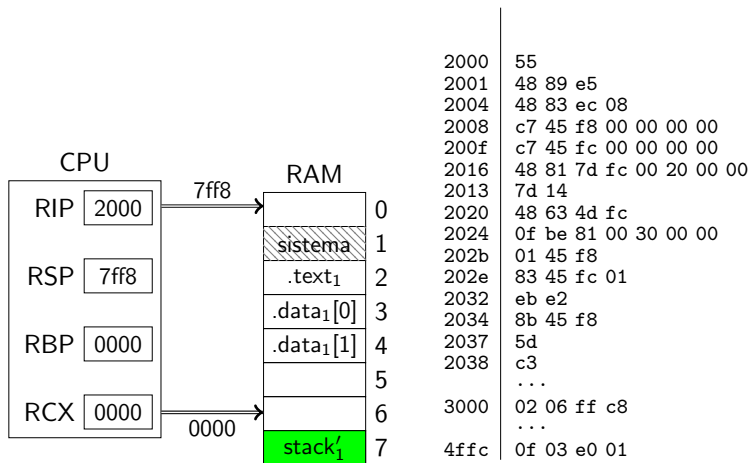 CPU
RIP 2000
RSP 7ff8
RBP 0000
RCX 0000
7ff8
0000
RAM
0
sistema 1
.text₁ 2
.data₁[0] 3
.data₁[1] 4
5
6
stack′₁ 7
2000 55
2001 48 89 e5
2004 48 83 ec 08
2008 c7 45 f8 00 00 00 00
200f c7 45 fc 00 00 00 00
2016 48 81 7d fc 00 20 00 00
2013 7d 14
2020 48 63 4d fc
2024 0f be 81 00 30 00 00
202b 01 45 f8
202e 83 45 fc 01
2032 eb e2
2034 8b 45 f8
2037 5d
2038 c3
...
3000 02 06 ff c8
...
4ffc 0f 03 e0 01